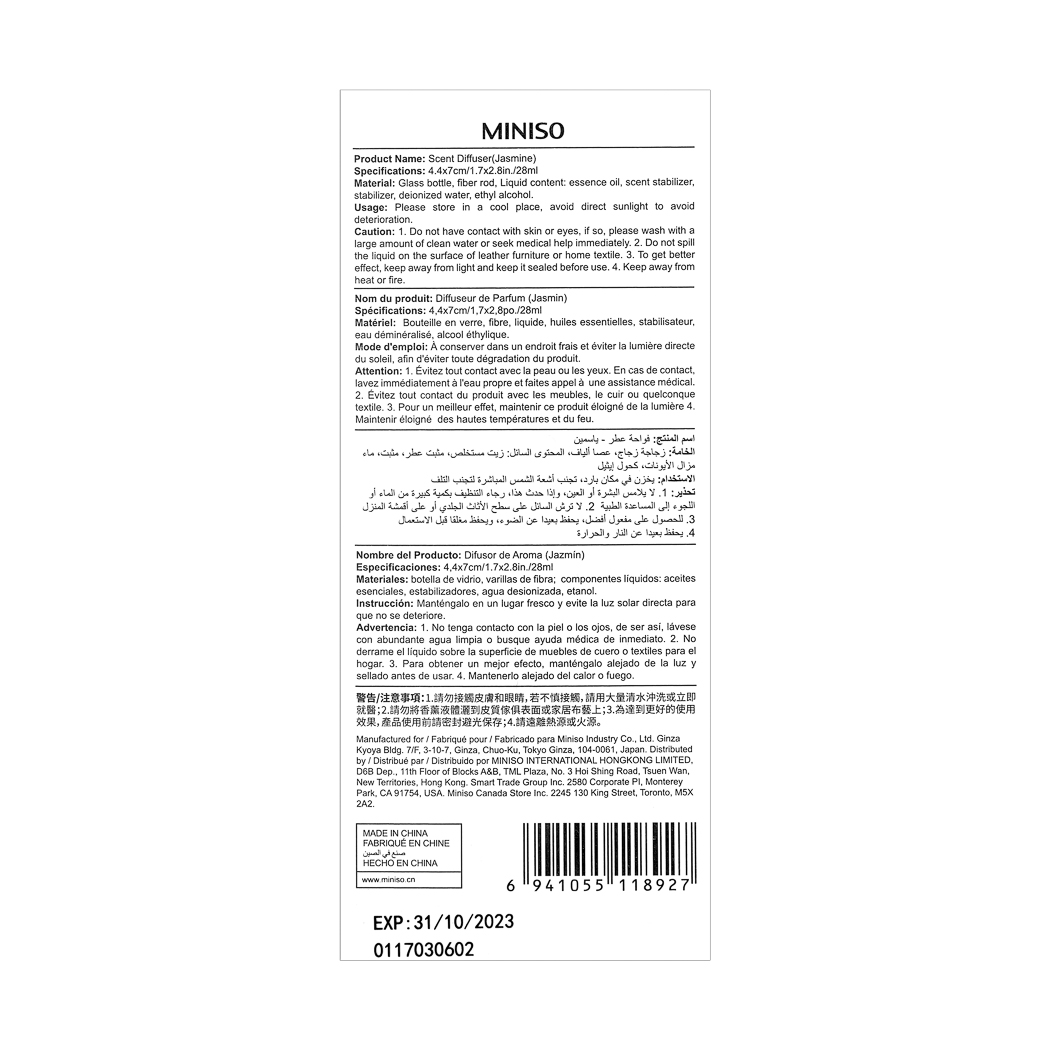 MINISO
Product Name: Scent Diffuser(Jasmine)
Specifications: 4.4x7cm/1.7x2.8in./28ml
Material: Glass bottle, fiber rod, Liquid content: essence oil, scent stabilizer,
stabilizer, deionized water, ethyl alcohol.
Usage: Please store in a cool place, avoid direct sunlight to avoid
deterioration.
Caution: 1. Do not have contact with skin or eyes, if so, please wash with a
large amount of clean water or seek medical help immediately. 2. Do not spill
the liquid on the surface of leather furniture or home textile. 3. To get better
effect, keep away from light and keep it sealed before use. 4. Keep away from
heat or fire.
Nom du produit: Diffuseur de Parfum (Jasmin)
Spécifications: 4,4x7cm/1,7x2,8po./28ml
Matériel: Bouteille en verre, fibre, liquide, huiles essentielles, stabilisateur,
eau déminéralisé, alcool éthylique.
Mode d'emploi: À conserver dans un endroit frais et éviter la lumière directe
du soleil, afin d'éviter toute dégradation du produit.
Attention: 1. Évitez tout contact avec la peau ou les yeux. En cas de contact,
lavez immédiatement à l'eau propre et faites appel à une assistance médical.
2. Évitez tout contact du produit avec les meubles, le cuir ou quelconque
textile. 3. Pour un meilleur effet, maintenir ce produit éloigné de la lumière 4.
Maintenir éloigné des hautes températures et du feu.
اسم المنتج: فواحة عطر - ياسمين
الخامة: زجاجة زجاج، عصا ألياف، المحتوى السائل: زيت مستخلص، مثبت عطر، مثبت، ماء
مزال الأيونات، كحول إيثيل
الاستخدام: يخزن في مكان بارد، تجنب أشعة الشمس المباشرة لتجنب التلف
تحذير: 1. لا يلامس البشرة أو العين، وإذا حدث هذا، رجاء التنظيف بكمية كبيرة من الماء أو
اللجوء إلى المساعدة الطبية 2. لا ترش السائل على سطح الأثاث الجلدي أو على أقمشة المنزل
3. للحصول على مفعول أفضل، يحفظ بعيدا عن الضوء، ويحفظ مغلقا قبل الاستعمال
4. يحفظ بعيدا عن النار والحرارة
Nombre del Producto: Difusor de Aroma (Jazmín)
Especificaciones: 4,4x7cm/1.7x2.8in./28ml
Materiales: botella de vidrio, varillas de fibra; componentes líquidos: aceites
esenciales, estabilizadores, agua desionizada, etanol.
Instrucción: Manténgalo en un lugar fresco y evite la luz solar directa para
que no se deteriore.
Advertencia: 1. No tenga contacto con la piel o los ojos, de ser así, lávese
con abundante agua limpia o busque ayuda médica de inmediato. 2. No
derrame el líquido sobre la superficie de muebles de cuero o textiles para el
hogar. 3. Para obtener un mejor efecto, manténgalo alejado de la luz y
sellado antes de usar. 4. Mantenerlo alejado del calor o fuego.
警告/注意事項:1.請勿接觸皮膚和眼睛,若不慎接觸,請用大量清水沖洗或立即
就醫;2.請勿將香薰液體灑到皮質傢俱表面或家居布藝上;3.為達到更好的使用
效果,產品使用前請密封避光保存;4.請遠離熱源或火源。
Manufactured for / Fabriqué pour / Fabricado para Miniso Industry Co., Ltd. Ginza
Kyoya Bldg. 7/F, 3-10-7, Ginza, Chuo-Ku, Tokyo Ginza, 104-0061, Japan. Distributed
by / Distribué par / Distribuido por MINISO INTERNATIONAL HONGKONG LIMITED,
D6B Dep., 11th Floor of Blocks A&B, TML Plaza, No. 3 Hoi Shing Road, Tsuen Wan,
New Territories, Hong Kong. Smart Trade Group Inc. 2580 Corporate Pl, Monterey
Park, CA 91754, USA. Miniso Canada Store Inc. 2245 130 King Street, Toronto, M5X
2A2.
MADE IN CHINA
FABRIQUÉ EN CHINE
صنع في الصين
HECHO EN CHINA
www.miniso.cn
6 941055 118927
EXP:31/10/2023
0117030602